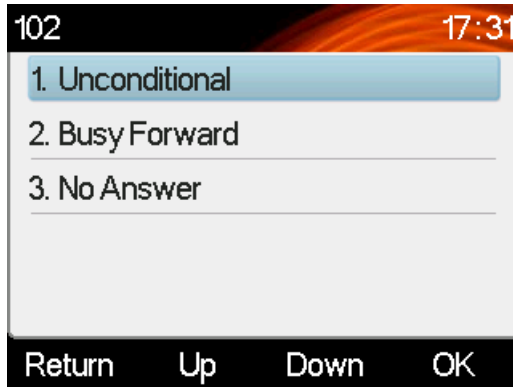 102 17:31
1. Unconditional
2. Busy Forward
3. No Answer
Return Up Down OK